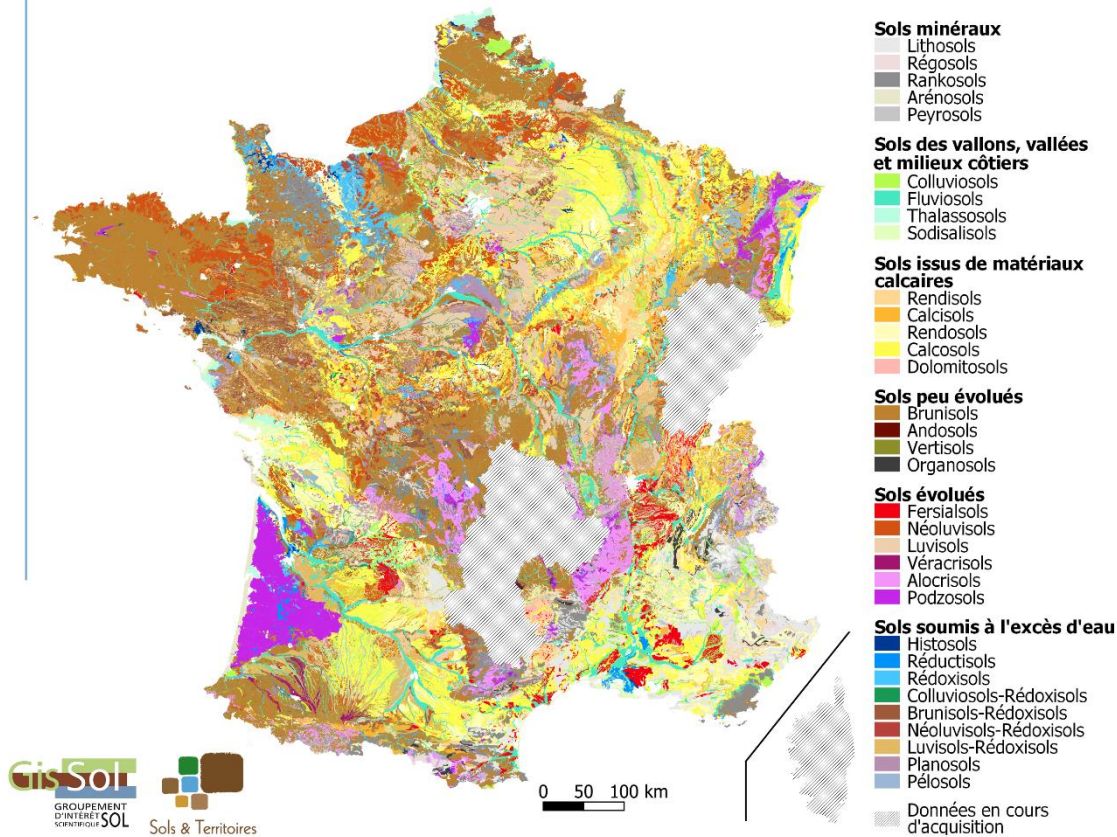 Sols minéraux
Lithosols
Régosols
Rankosols
Arénosols
Peyrosols
Sols des vallons, vallées
et milieux côtiers
Colluviosols
Fluviosols
Thalassosols
Sodisalisols
Sols issus de matériaux
calcaires
Rendisols
Calcisols
Rendosols
Calcosols
Dolomitosols
Sols peu évolués
Brunisols
Andosols
Vertisols
Organosols
Sols évolués
Fersialsols
Néoluvisols
Luvisols
Véracrisols
Alocrisols
Podzosols
Sols soumis à l'excès d'eau
Histosols
Réductisols
Rédoxisols
Colluviosols-Rédoxisols
Brunisols-Rédoxisols
Néoluvisols-Rédoxisols
Luvisols-Rédoxisols
Planosols
Pélosols
Données en cours
d'acquisition
0 50 100 km
Gis Sol
GROUPEMENT
D'INTÉRÊT
SCIENTIFIQUE SOL
Sols & Territoires